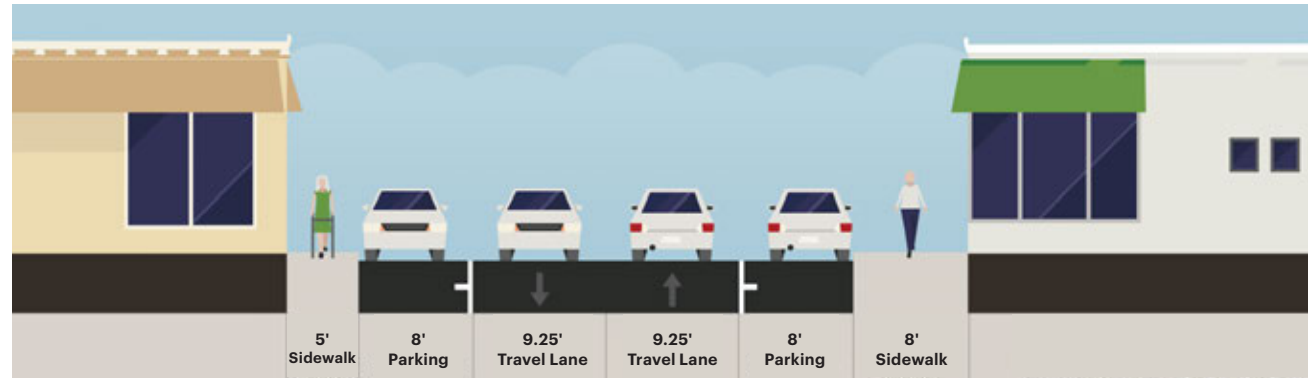 5'
Sidewalk
8'
Parking
9.25'
Travel Lane
9.25'
Travel Lane
8'
Parking
8'
Sidewalk